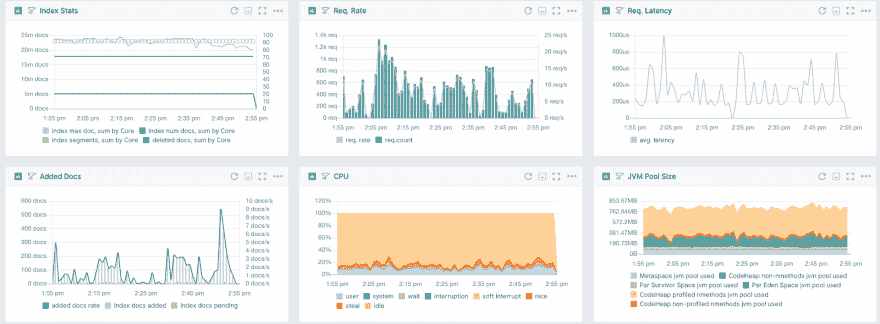 Index Stats
25m docs
20m docs
15m docs
10m docs
5m docs
0 docs
100
90
80
70
60
50
40
30
20
10
0
1:55 pm 2:05 pm 2:15 pm 2:25 pm 2:35 pm 2:45 pm 2:55 pm
index max doc, sum by Core index num docs, sum by Core
index segments, sum by Core deleted docs, sum by Core
Req. Rate
1.4k req
1.2k req
1k req
800 req
600 req
400 req
200 req
0 req
25 req/s
20 req/s
15 req/s
10 req/s
5 req/s
0 req/s
1:55 pm 2:05 pm 2:15 pm 2:25 pm 2:35 pm 2:45 pm 2:55 pm
req. rate req.count
Req. Latency
1000us
800us
600us
400us
200us
1:55 pm 2:05 pm 2:15 pm 2:25 pm 2:35 pm 2:45 pm 2:55 pm
avg. latency
Added Docs
600 docs
500 docs
400 docs
300 docs
200 docs
100 docs
0 docs
10 docs/s
9 docs/s
8 docs/s
7 docs/s
6 docs/s
5 docs/s
4 docs/s
3 docs/s
2 docs/s
1 docs/s
0 docs/s
1:55 pm 2:10 pm 2:25 pm 2:40 pm 2:55 pm
added docs rate index docs added index docs pending
CPU
120%
100%
80%
60%
40%
20%
0%
1:55 pm 2:05 pm 2:15 pm 2:25 pm 2:35 pm 2:45 pm 2:55 pm
user system wait interruption soft interrupt nice
steal idle
JVM Pool Size
953.67MB
762.94MB
572.2MB
381.47MB
190.73MB
0B
1:55 pm 2:05 pm 2:15 pm 2:25 pm 2:35 pm 2:45 pm 2:55 pm
Metaspace jvm pool used CodeHeap non-nmethods jvm pool used
Par Survivor Space jvm pool used Par Eden Space jvm pool used
CodeHeap profiled nmethods jvm pool used
CodeHeap non-profiled nmethods jvm pool used